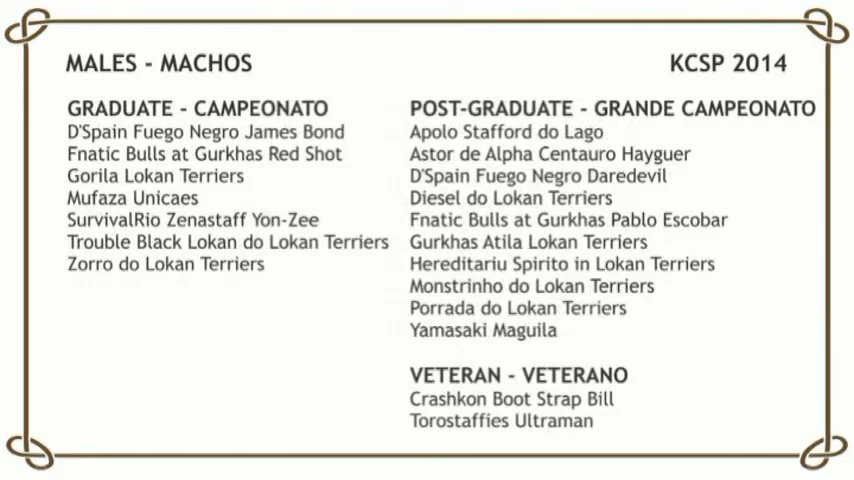 MALES - MACHOS
KCSP 2014
GRADUATE - CAMPEONATO
D'Spain Fuego Negro James Bond
Fnatic Bulls at Gurkhas Red Shot
Gorila Lokan Terriers
Mufaza Unicaes
SurvivalRio Zenastaff Yon-Zee
Trouble Black Lokan do Lokan Terriers
Zorro do Lokan Terriers
POST-GRADUATE - GRANDE CAMPEONATO
Apolo Stafford do Lago
Astor de Alpha Centauro Hayguer
D'Spain Fuego Negro Daredevil
Diesel do Lokan Terriers
Fnatic Bulls at Gurkhas Pablo Escobar
Gurkhas Atila Lokan Terriers
Hereditariu Spirito in Lokan Terriers
Monstrinho do Lokan Terriers
Porrada do Lokan Terriers
Yamasaki Maguila
VETERAN - VETERANO
Crashkon Boot Strap Bill
Torostaffies Ultraman